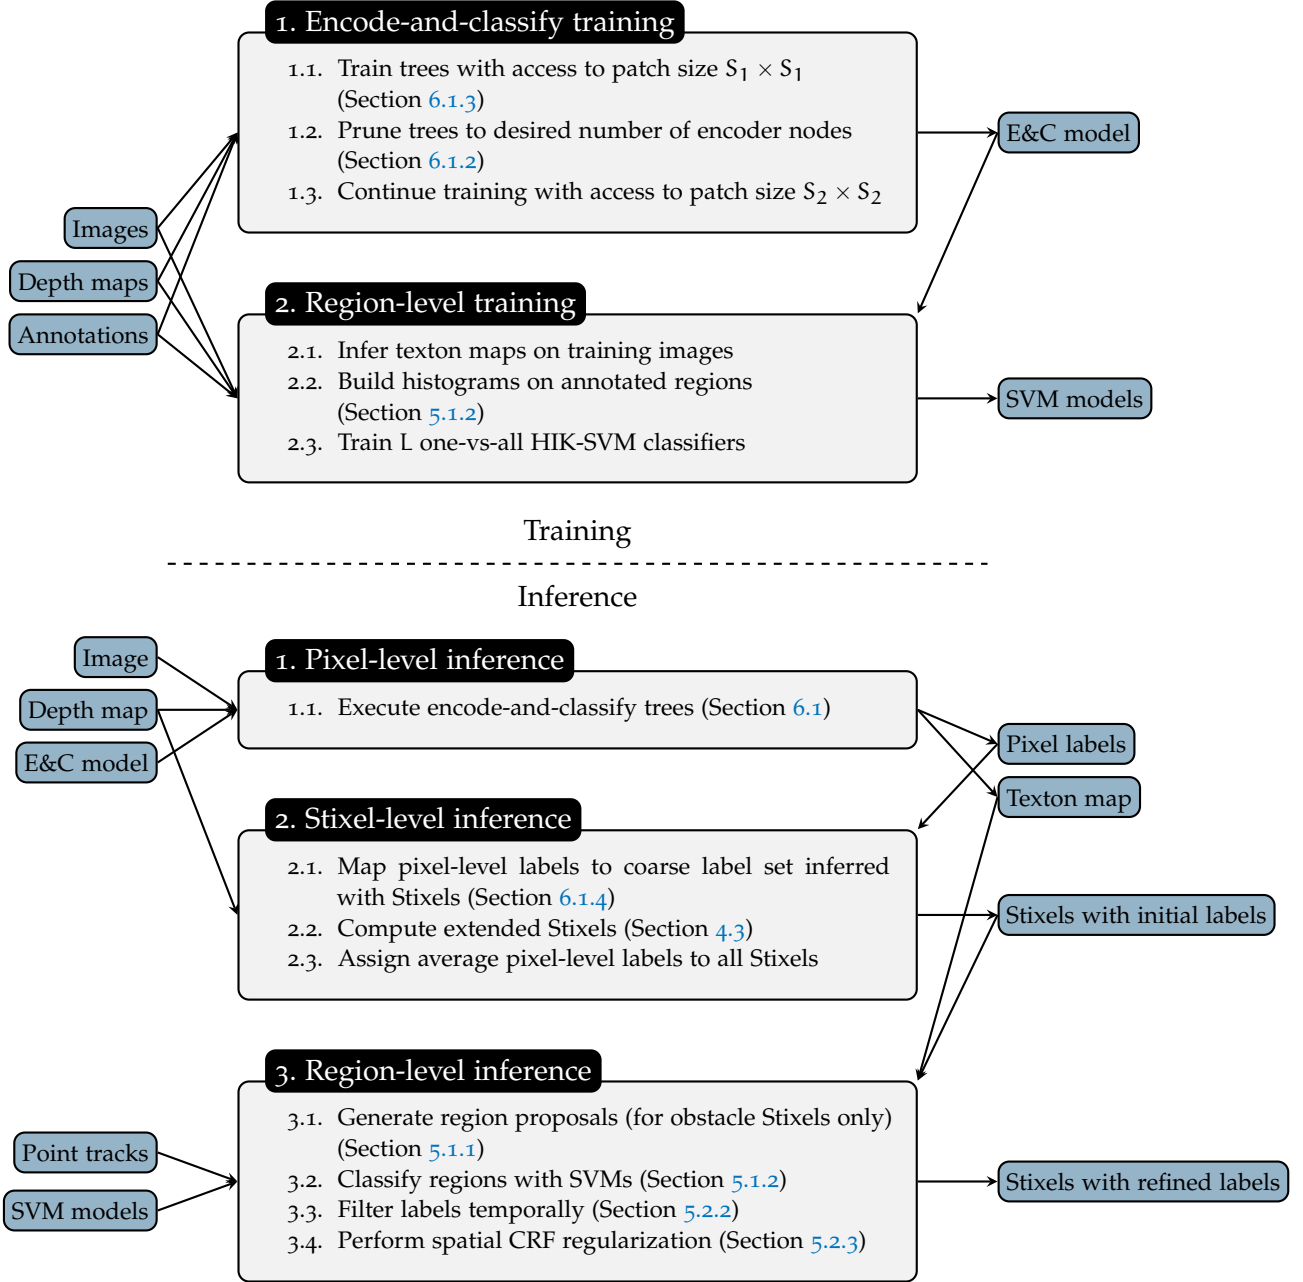 1. Encode-and-classify training
1.1. Train trees with access to patch size S₁ × S₁
(Section 6.1.3)
1.2. Prune trees to desired number of encoder nodes
(Section 6.1.2)
1.3. Continue training with access to patch size S₂ × S₂
E&C model
Images
Depth maps
Annotations
2. Region-level training
2.1. Infer texton maps on training images
2.2. Build histograms on annotated regions
(Section 5.1.2)
2.3. Train L one-vs-all HIK-SVM classifiers
SVM models
Training
Inference
Image
Depth map
E&C model
1. Pixel-level inference
1.1. Execute encode-and-classify trees (Section 6.1)
Pixel labels
Texton map
2. Stixel-level inference
2.1. Map pixel-level labels to coarse label set inferred
with Stixels (Section 6.1.4)
2.2. Compute extended Stixels (Section 4.3)
2.3. Assign average pixel-level labels to all Stixels
Stixels with initial labels
3. Region-level inference
3.1. Generate region proposals (for obstacle Stixels only)
(Section 5.1.1)
3.2. Classify regions with SVMs (Section 5.1.2)
3.3. Filter labels temporally (Section 5.2.2)
3.4. Perform spatial CRF regularization (Section 5.2.3)
Point tracks
SVM models
Stixels with refined labels